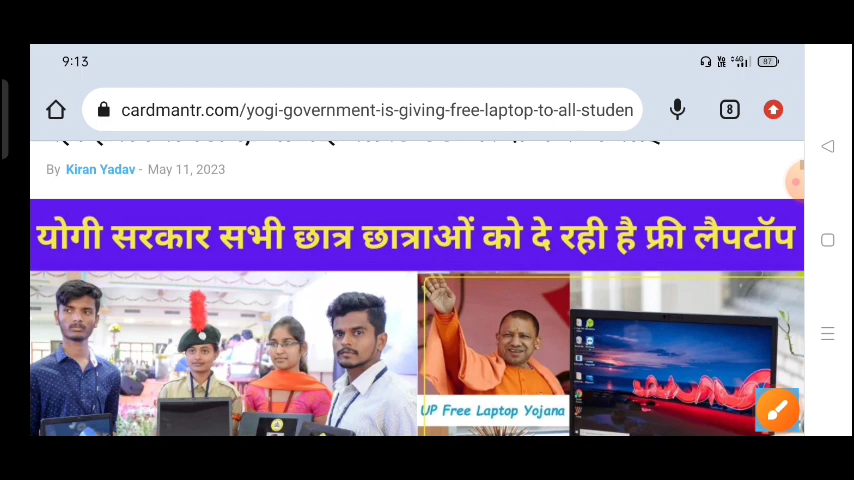 9:13
87
cardmantr.com/yogi-government-is-giving-free-laptop-to-all-studen
8
By Kiran Yadav - May 11, 2023
योगी सरकार सभी छात्र छात्राओं को दे रही है फ्री लैपटॉप
UP Free Laptop Yojana